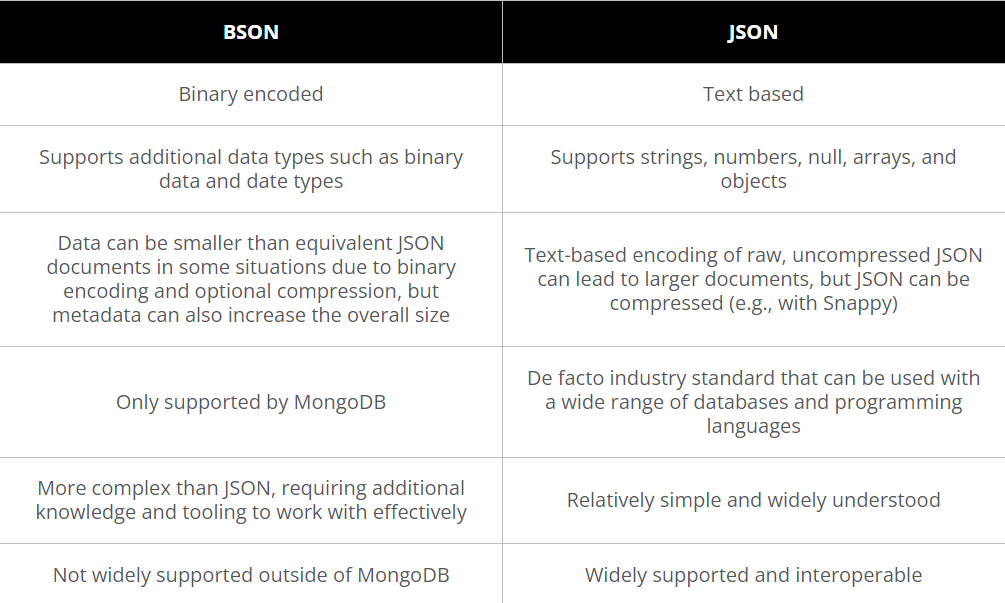 BSON
JSON
Binary encoded
Text based
Supports additional data types such as binary
data and date types
Supports strings, numbers, null, arrays, and
objects
Data can be smaller than equivalent JSON
documents in some situations due to binary
encoding and optional compression, but
metadata can also increase the overall size
Text-based encoding of raw, uncompressed JSON
can lead to larger documents, but JSON can be
compressed (e.g., with Snappy)
Only supported by MongoDB
De facto industry standard that can be used with
a wide range of databases and programming
languages
More complex than JSON, requiring additional
knowledge and tooling to work with effectively
Relatively simple and widely understood
Not widely supported outside of MongoDB
Widely supported and interoperable